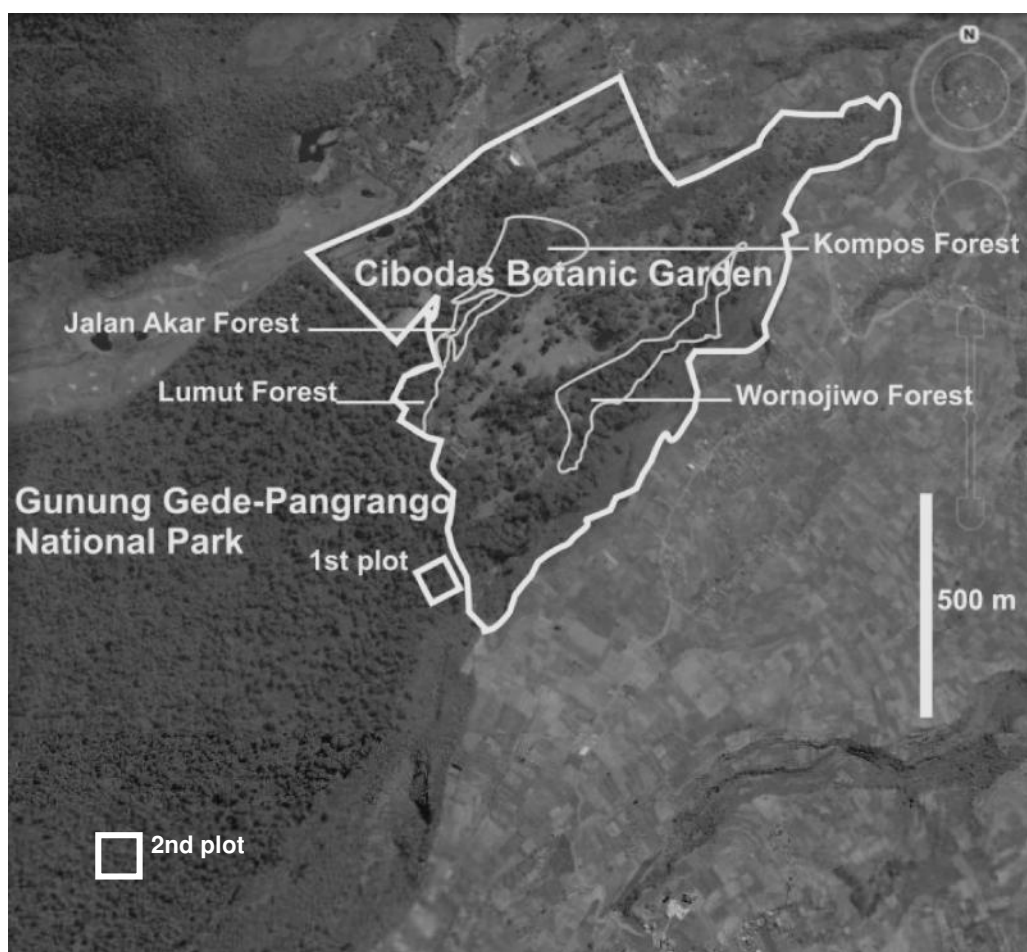 N
Kompos Forest
Cibodas Botanic Garden
Jalan Akar Forest
Lumut Forest
Wornojiwo Forest
Gunung Gede-Pangrango
National Park
1st plot
500 m
2nd plot